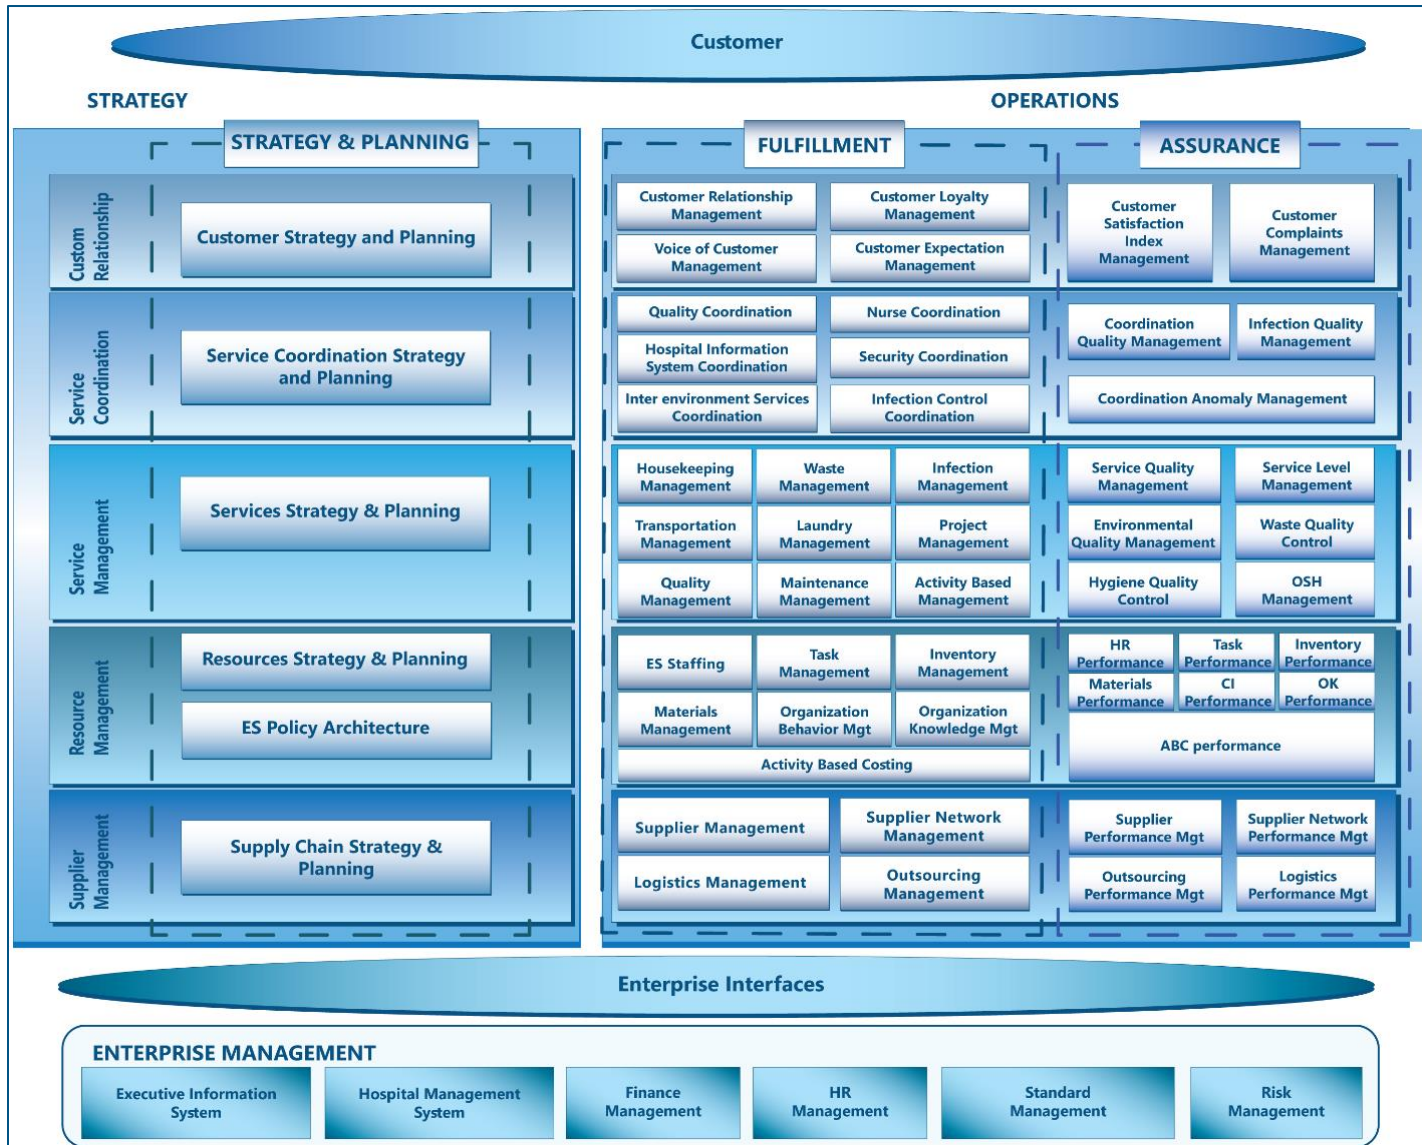 Customer
STRATEGY
OPERATIONS
STRATEGY & PLANNING
FULFILLMENT
ASSURANCE
Custom
Relationship
Customer Strategy and Planning
Customer Relationship
Management
Customer Loyalty
Management
Voice of Customer
Management
Customer Expectation
Management
Customer
Satisfaction
Index
Management
Customer
Complaints
Management
Service
Coordination
Service Coordination Strategy
and Planning
Quality Coordination
Nurse Coordination
Hospital Information
System Coordination
Security Coordination
Inter environment Services
Coordination
Infection Control
Coordination
Coordination
Quality Management
Infection Quality
Management
Coordination Anomaly Management
Service
Management
Services Strategy & Planning
Housekeeping
Management
Waste
Management
Infection
Management
Transportation
Management
Laundry
Management
Project
Management
Quality
Management
Maintenance
Management
Activity Based
Management
Service Quality
Management
Service Level
Management
Environmental
Quality Management
Waste Quality
Control
Hygiene Quality
Control
OSH
Management
Resource
Management
Resources Strategy & Planning
ES Policy Architecture
ES Staffing
Task
Management
Inventory
Management
Materials
Management
Organization
Behavior Mgt
Organization
Knowledge Mgt
Activity Based Costing
HR
Performance
Task
Performance
Inventory
Performance
Materials
Performance
CI
Performance
OK
Performance
ABC performance
Supplier
Management
Supply Chain Strategy &
Planning
Supplier Management
Supplier Network
Management
Logistics Management
Outsourcing
Management
Supplier
Performance Mgt
Supplier Network
Performance Mgt
Outsourcing
Performance Mgt
Logistics
Performance Mgt
Enterprise Interfaces
ENTERPRISE MANAGEMENT
Executive Information
System
Hospital Management
System
Finance
Management
HR
Management
Standard
Management
Risk
Management